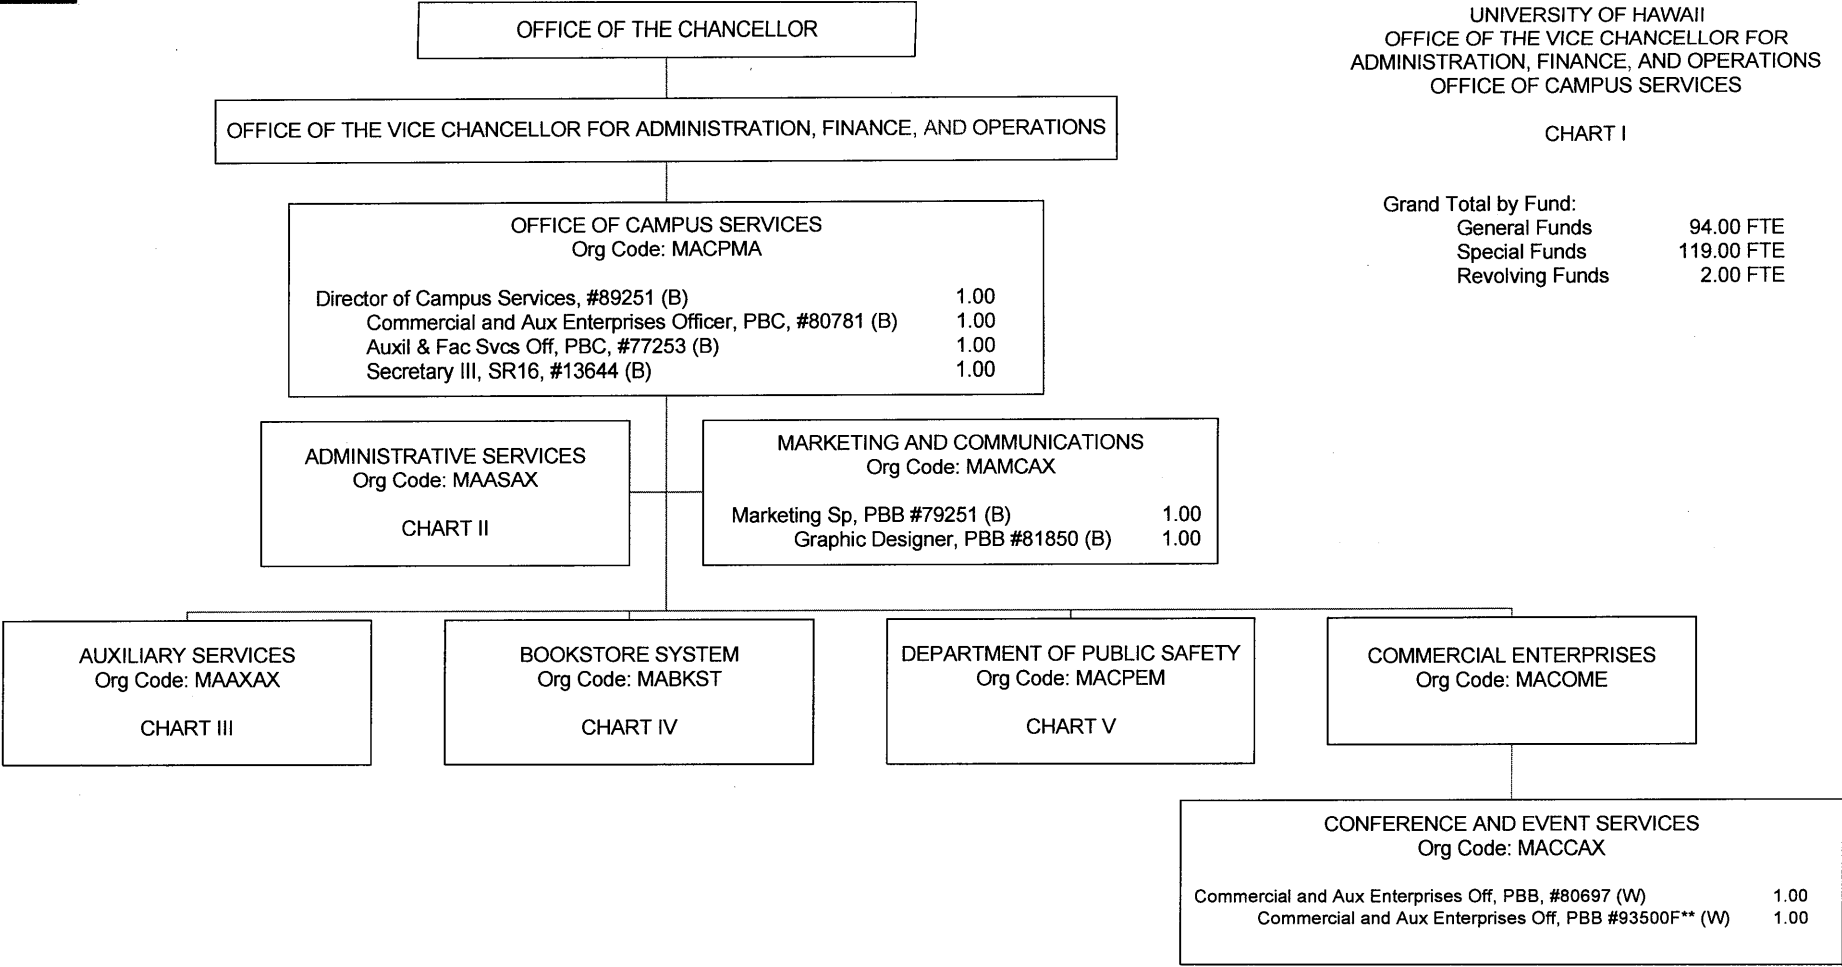 OFFICE OF THE CHANCELLOR
UNIVERSITY OF HAWAII
OFFICE OF THE VICE CHANCELLOR FOR
ADMINISTRATION, FINANCE, AND OPERATIONS
OFFICE OF CAMPUS SERVICES
CHART I
OFFICE OF THE VICE CHANCELLOR FOR ADMINISTRATION, FINANCE, AND OPERATIONS
Grand Total by Fund:
General Funds 94.00 FTE
Special Funds 119.00 FTE
Revolving Funds 2.00 FTE
OFFICE OF CAMPUS SERVICES
Org Code: MACPMA
Director of Campus Services, #89251 (B) 1.00
Commercial and Aux Enterprises Officer, PBC, #80781 (B) 1.00
Auxil & Fac Svcs Off, PBC, #77253 (B) 1.00
Secretary III, SR16, #13644 (B) 1.00
ADMINISTRATIVE SERVICES
Org Code: MAASAX
CHART II
MARKETING AND COMMUNICATIONS
Org Code: MAMCAX
Marketing Sp, PBB #79251 (B) 1.00
Graphic Designer, PBB #81850 (B) 1.00
AUXILIARY SERVICES
Org Code: MAAXAX
CHART III
BOOKSTORE SYSTEM
Org Code: MABKST
CHART IV
DEPARTMENT OF PUBLIC SAFETY
Org Code: MACPEM
CHART V
COMMERCIAL ENTERPRISES
Org Code: MACOME
CONFERENCE AND EVENT SERVICES
Org Code: MACCAX
Commercial and Aux Enterprises Off, PBB, #80697 (W) 1.00
Commercial and Aux Enterprises Off, PBB #93500F** (W) 1.00